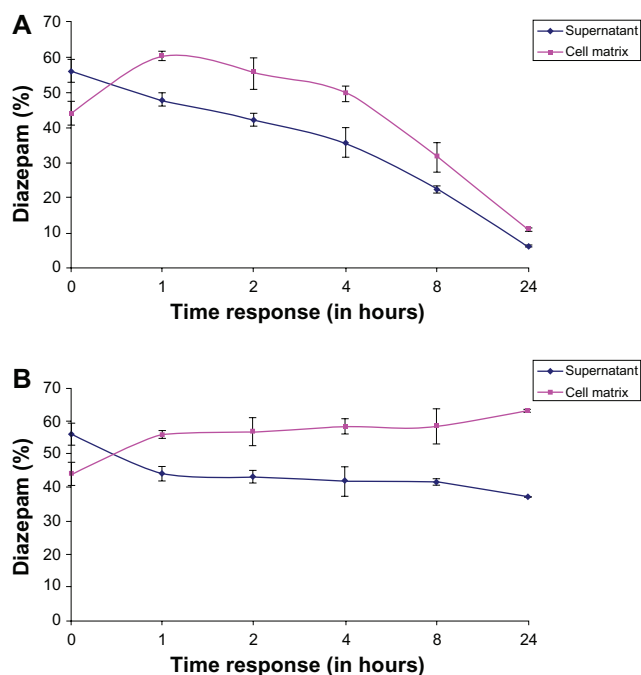 A
Supernatant
Cell matrix
70
60
50
40
30
20
10
0
Diazepam (%)
0 1 2 4 8 24
Time response (in hours)
B
Supernatant
Cell matrix
70
60
50
40
30
20
10
0
Diazepam (%)
0 1 2 4 8 24
Time response (in hours)